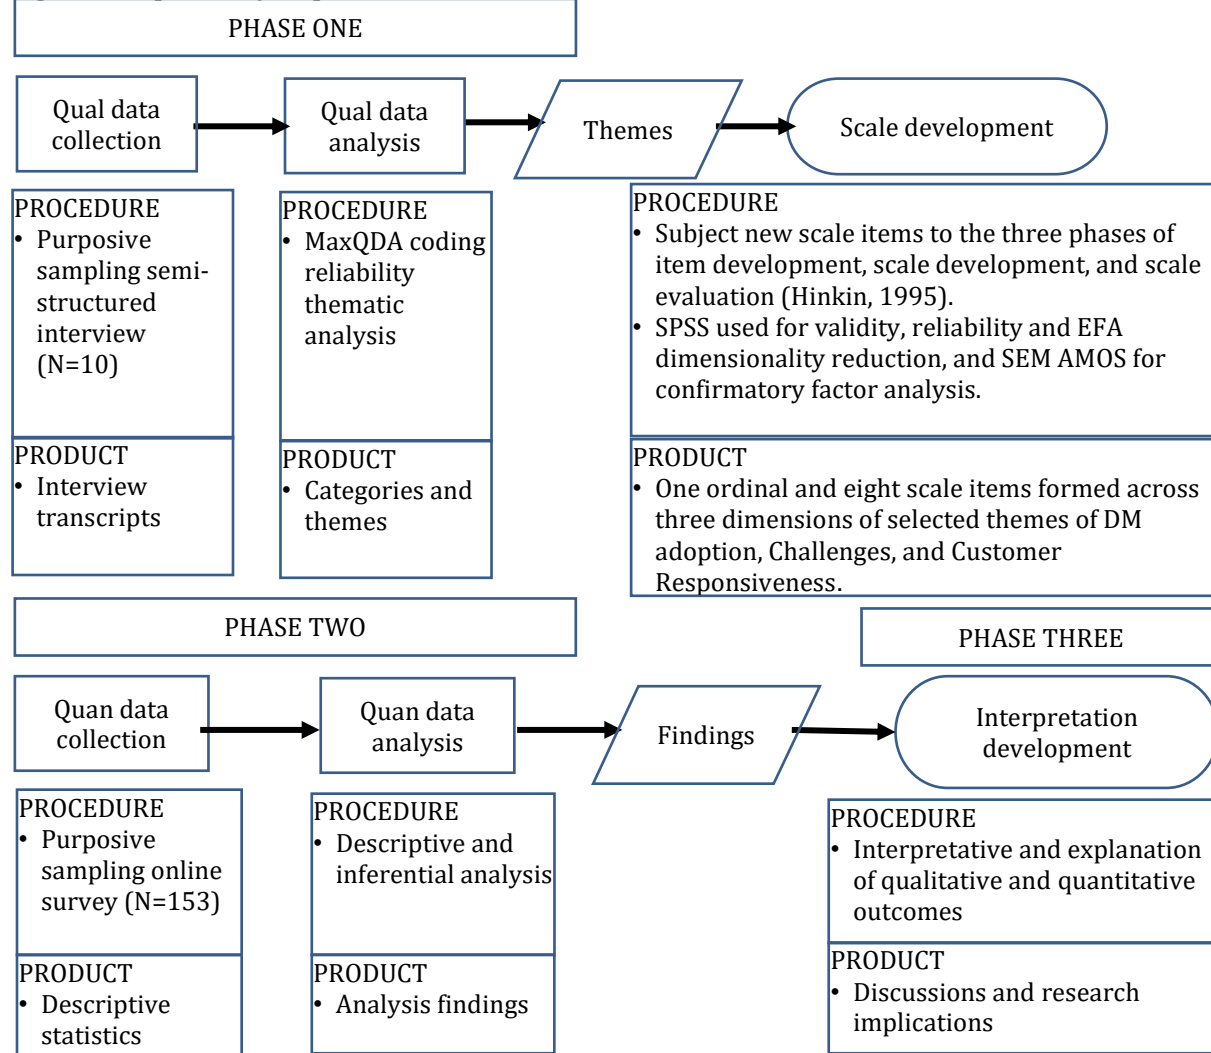 PHASE ONE
Qual data
collection
Qual data
analysis
Themes
Scale development
PROCEDURE
• Purposive
sampling semi-
structured
interview
(N=10)
PROCEDURE
• MaxQDA coding
reliability
thematic
analysis
PROCEDURE
• Subject new scale items to the three phases of
item development, scale development, and scale
evaluation (Hinkin, 1995).
• SPSS used for validity, reliability and EFA
dimensionality reduction, and SEM AMOS for
confirmatory factor analysis.
PRODUCT
• Interview
transcripts
PRODUCT
• Categories and
themes
PRODUCT
• One ordinal and eight scale items formed across
three dimensions of selected themes of DM
adoption, Challenges, and Customer
Responsiveness.
PHASE TWO
PHASE THREE
Quan data
collection
Quan data
analysis
Findings
Interpretation
development
PROCEDURE
• Purposive
sampling online
survey (N=153)
PROCEDURE
• Descriptive and
inferential analysis
PROCEDURE
• Interpretative and explanation
of qualitative and quantitative
outcomes
PRODUCT
• Descriptive
statistics
PRODUCT
• Analysis findings
PRODUCT
• Discussions and research
implications